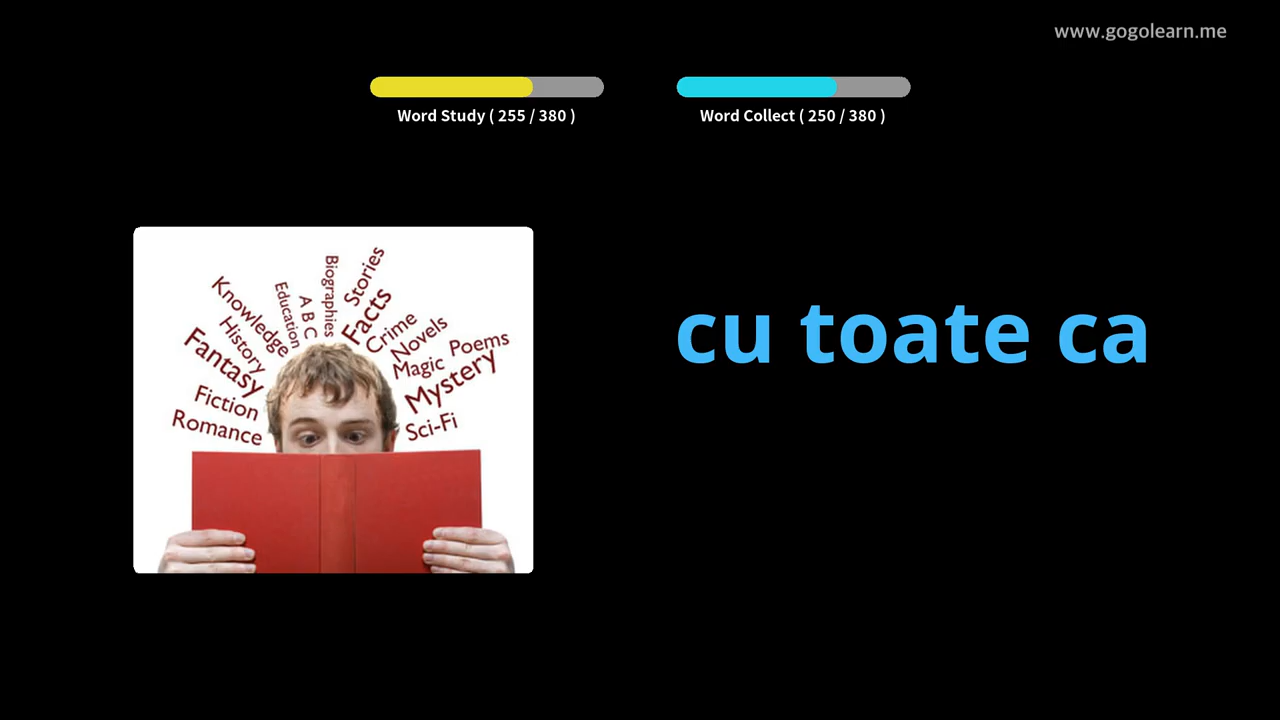 www.gogolearn.me
Word Study ( 255 / 380 )
Word Collect ( 250 / 380 )
Knowledge
History
Fantasy
Fiction
Romance
Education
A B C
Biographies
Stories
Facts
Crime
Novels
Magic
Poems
Mystery
Sci-Fi
cu toate ca